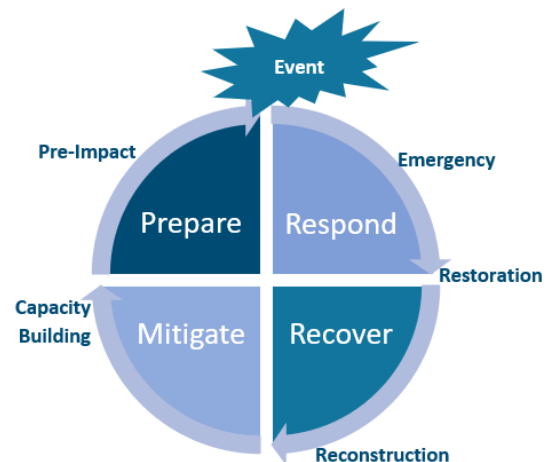 Event
Pre-Impact
Emergency
Prepare
Respond
Restoration
Capacity
Building
Mitigate
Recover
Reconstruction